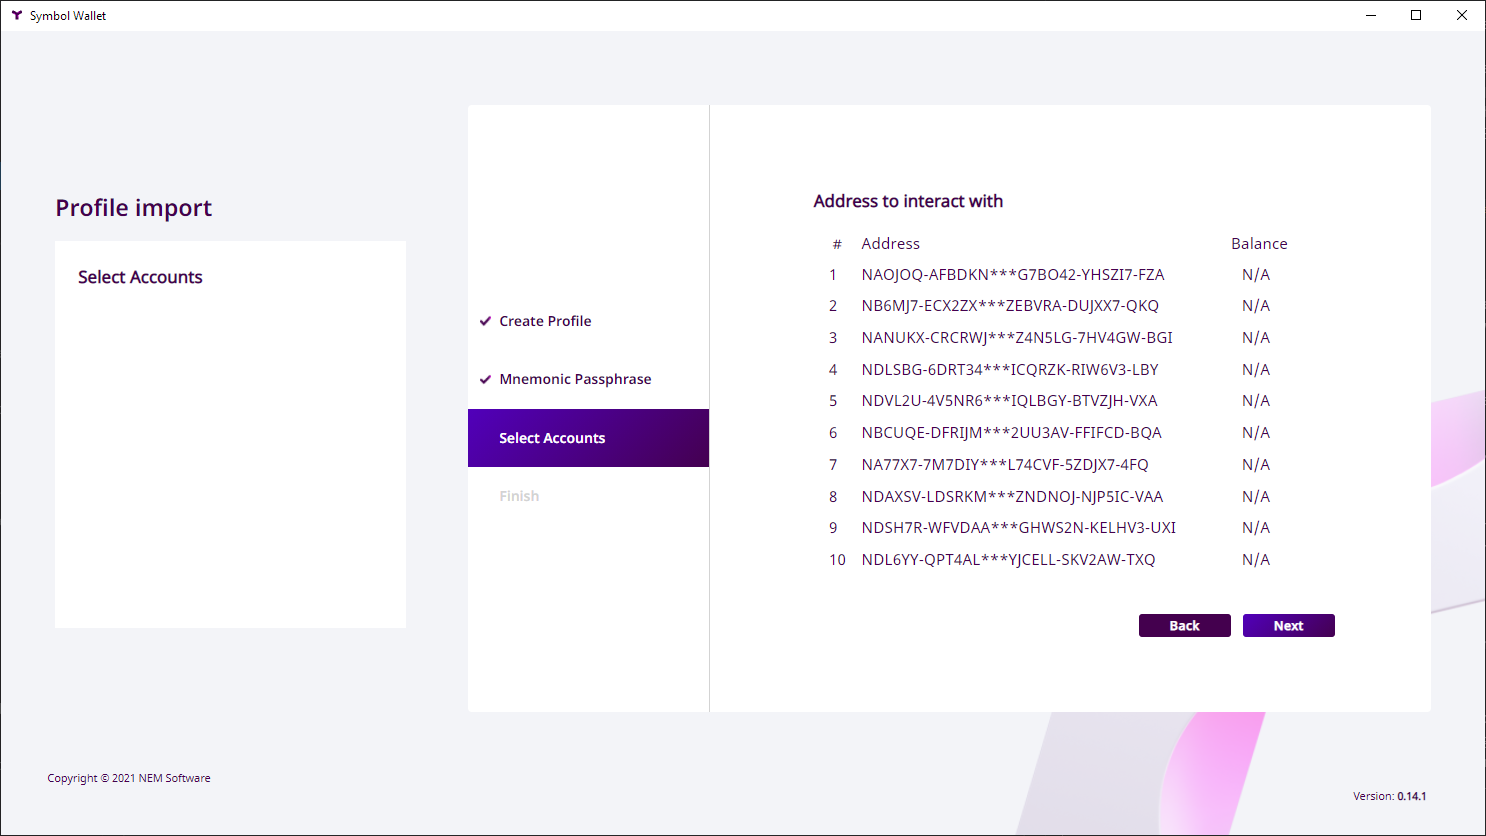 Symbol Wallet
Profile import
Select Accounts
Create Profile
Mnemonic Passphrase
Select Accounts
Finish
Address to interact with
# Address Balance
1 NAOJOQ-AFBDKN***G7BO42-YHSZI7-FZA N/A
2 NB6MJ7-ECX2ZX***ZEBVRA-DUJXX7-QKQ N/A
3 NANUKX-CRCRWJ***Z4N5LG-7HV4GW-BGI N/A
4 NDLSBG-6DRT34***ICQRZK-RIW6V3-LBY N/A
5 NDVL2U-4V5NR6***IQLBGY-BTVZJH-VXA N/A
6 NBCUQE-DFRIJM***2UU3AV-FFIFCD-BQA N/A
7 NA77X7-7M7DIY***L74CVF-5ZDJX7-4FQ N/A
8 NDAXSV-LDSRKM***ZNDNOJ-NJP5IC-VAA N/A
9 NDSH7R-WFVDAA***GHWS2N-KELHV3-UXI N/A
10 NDL6YY-QPT4AL***YJCELL-SKV2AW-TXQ N/A
Back Next
Copyright © 2021 NEM Software
Version: 0.14.1